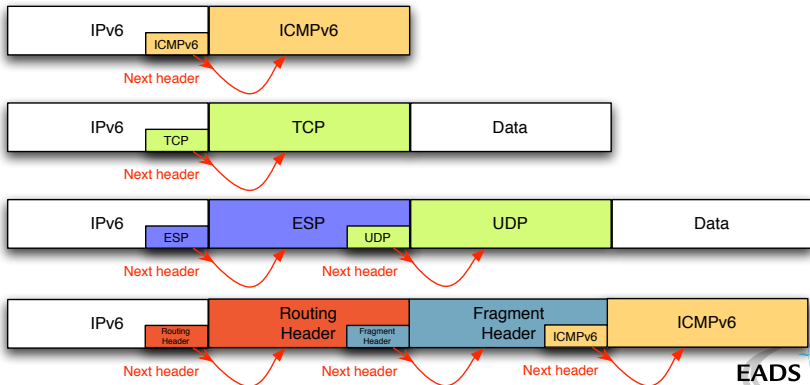 IPv6
ICMPv6
ICMPv6
Next header
IPv6
TCP
TCP
Data
Next header
IPv6
ESP
ESP
UDP
UDP
Data
Next header
Next header
IPv6
Routing
Header
Routing
Header
Fragment
Header
Fragment
Header
ICMPv6
ICMPv6
Next header
Next header
Next header
EADS